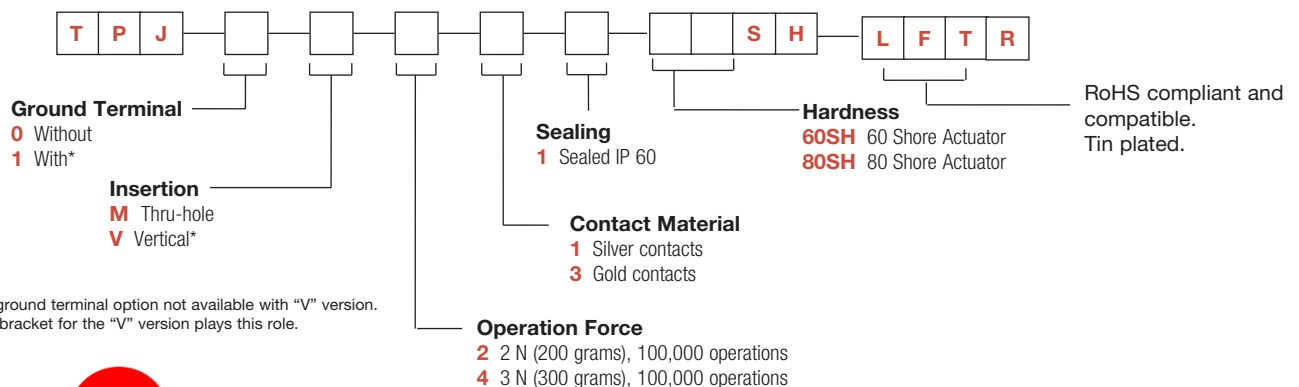 T P J S H L F T R
Ground Terminal
0 Without
1 With*
Insertion
M Thru-hole
V Vertical*
Sealing
1 Sealed IP 60
Hardness
60SH 60 Shore Actuator
80SH 80 Shore Actuator
RoHS compliant and
compatible.
Tin plated.
Contact Material
1 Silver contacts
3 Gold contacts
ground terminal option not available with “V” version.
bracket for the “V” version plays this role.
Operation Force
2 2 N (200 grams), 100,000 operations
4 3 N (300 grams), 100,000 operations